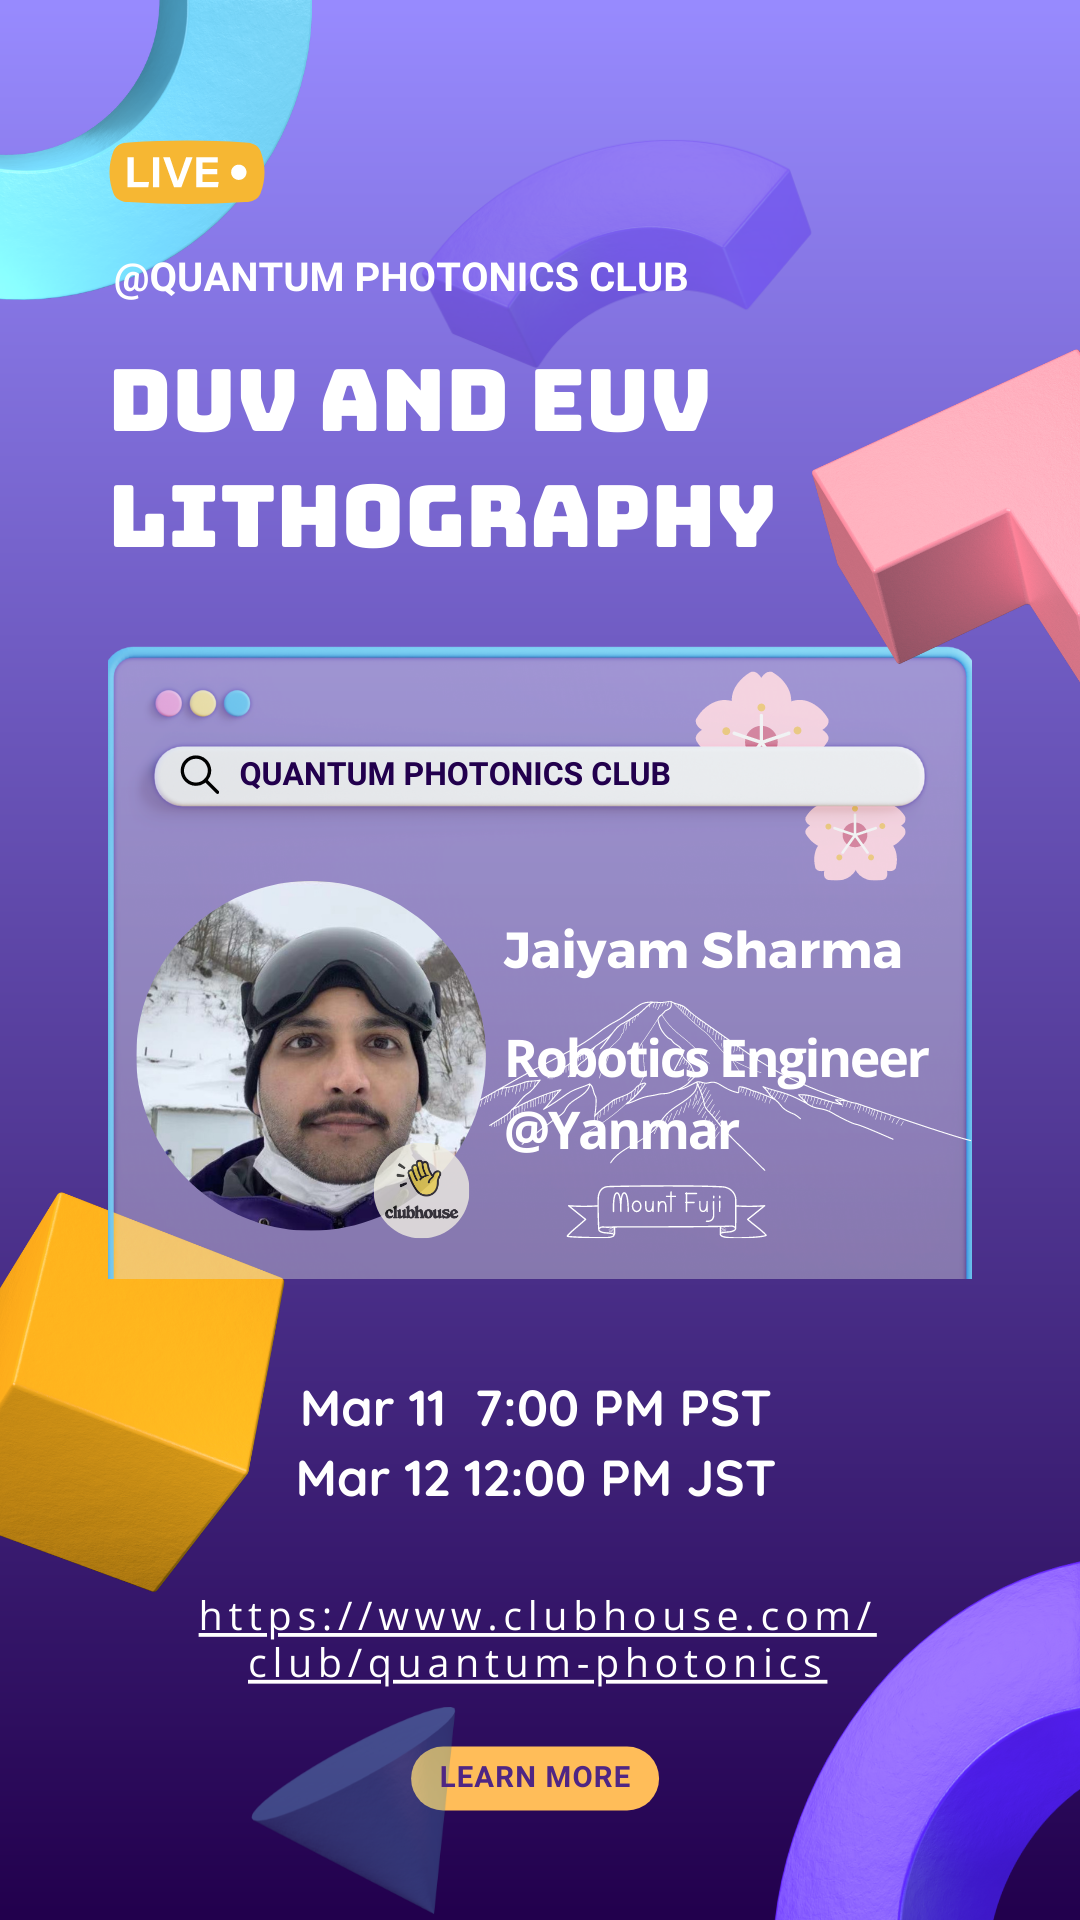 LIVE
@QUANTUM PHOTONICS CLUB
DUV AND EUV
LITHOGRAPHY
QUANTUM PHOTONICS CLUB
Jaiyam Sharma
Robotics Engineer
@Yanmar
clubhouse
Mount Fuji
Mar 11 7:00 PM PST
Mar 12 12:00 PM JST
https://www.clubhouse.com/
club/quantum-photonics
LEARN MORE